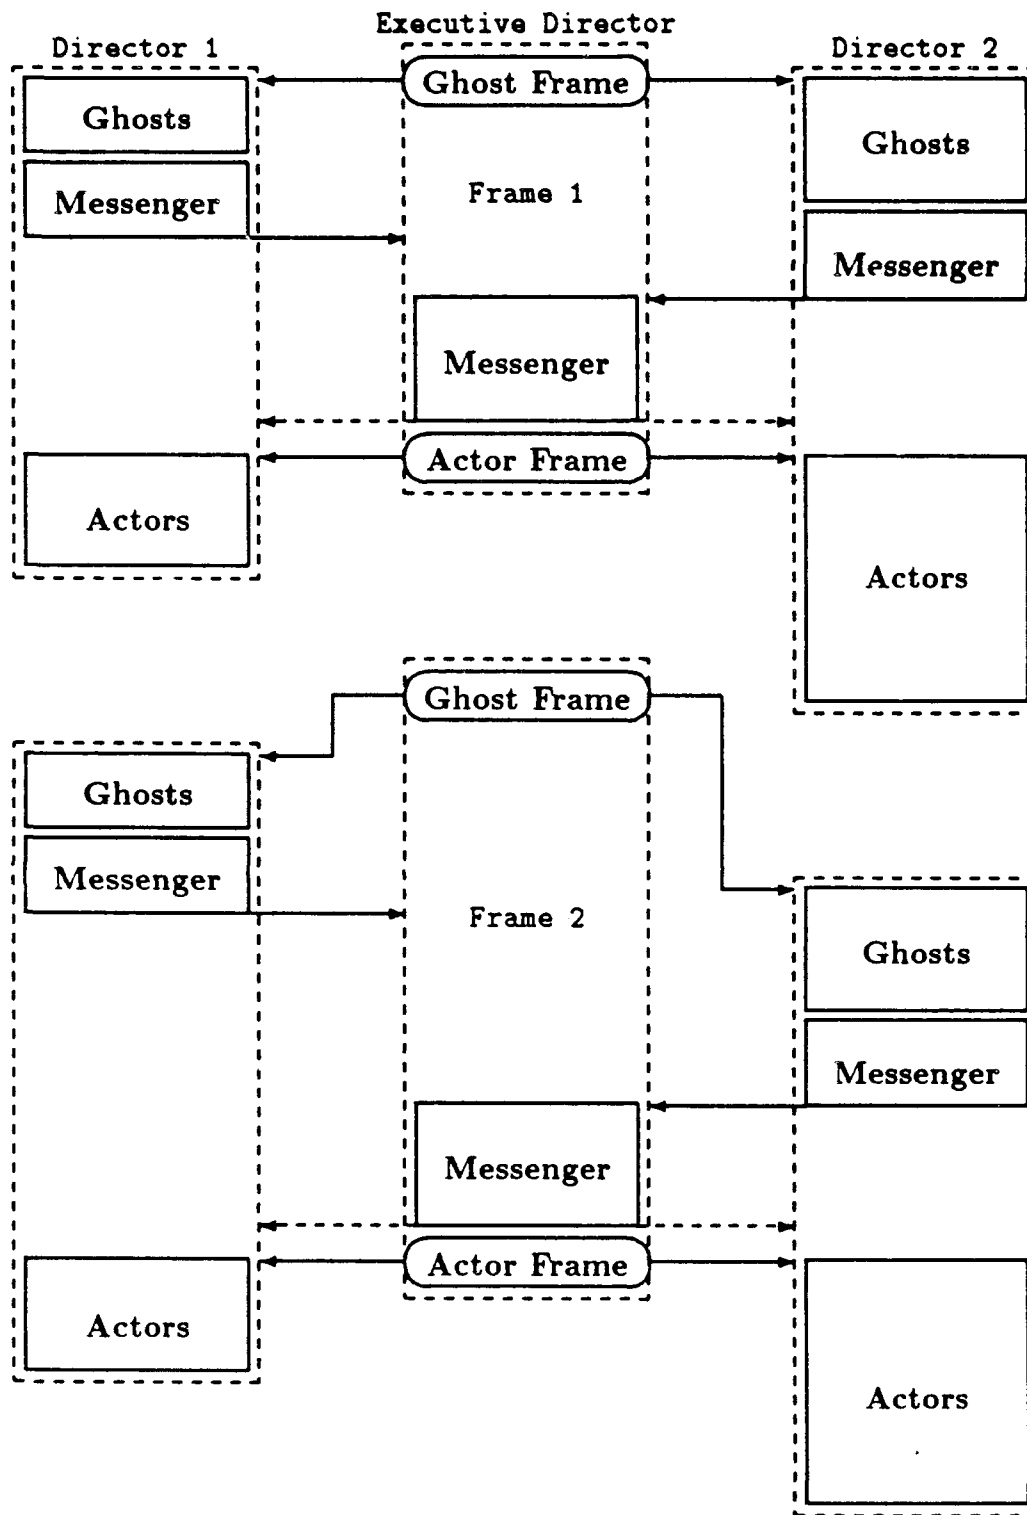 Executive Director
Director 1
Director 2
Ghost Frame
Ghosts
Ghosts
Messenger
Frame 1
Messenger
Messenger
Actor Frame
Actors
Actors
Ghost Frame
Ghosts
Messenger
Frame 2
Ghosts
Messenger
Messenger
Actor Frame
Actors
Actors